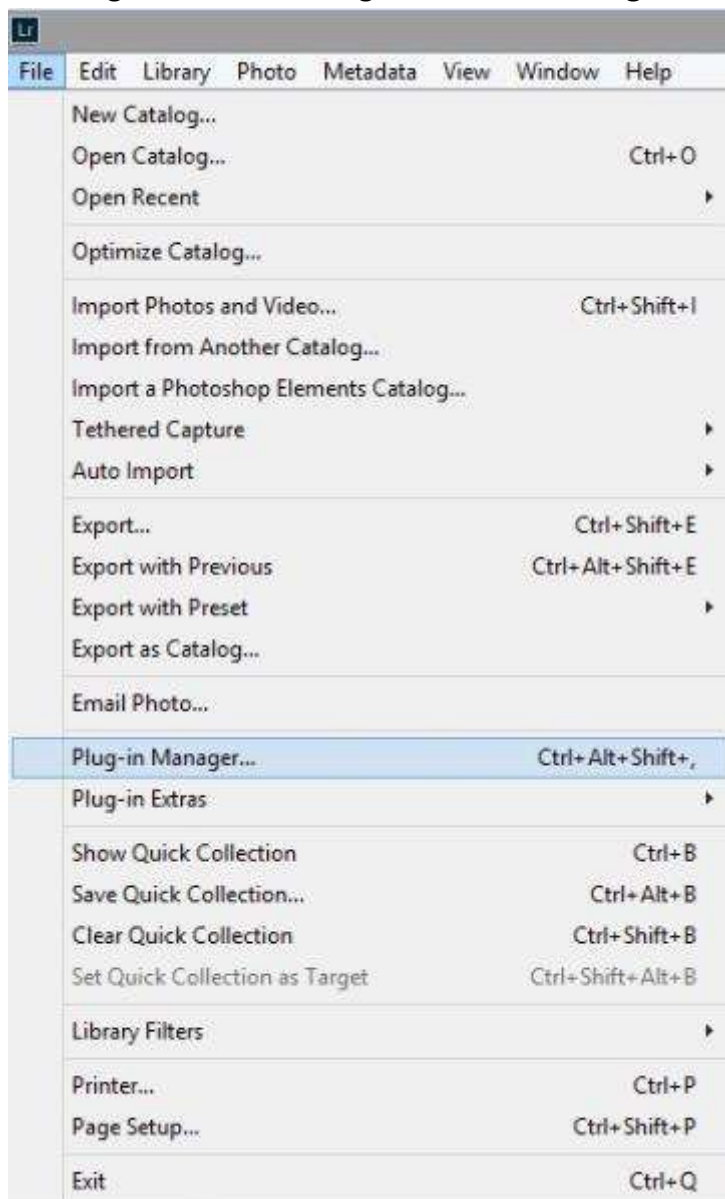 Lr
File Edit Library Photo Metadata View Window Help
New Catalog...
Open Catalog... Ctrl+O
Open Recent
Optimize Catalog...
Import Photos and Video... Ctrl+Shift+I
Import from Another Catalog...
Import a Photoshop Elements Catalog...
Tethered Capture
Auto Import
Export... Ctrl+Shift+E
Export with Previous Ctrl+Alt+Shift+E
Export with Preset
Export as Catalog...
Email Photo...
Plug-in Manager... Ctrl+Alt+Shift+,
Plug-in Extras
Show Quick Collection Ctrl+B
Save Quick Collection... Ctrl+Alt+B
Clear Quick Collection Ctrl+Shift+B
Set Quick Collection as Target Ctrl+Shift+Alt+B
Library Filters
Printer... Ctrl+P
Page Setup... Ctrl+Shift+P
Exit Ctrl+Q